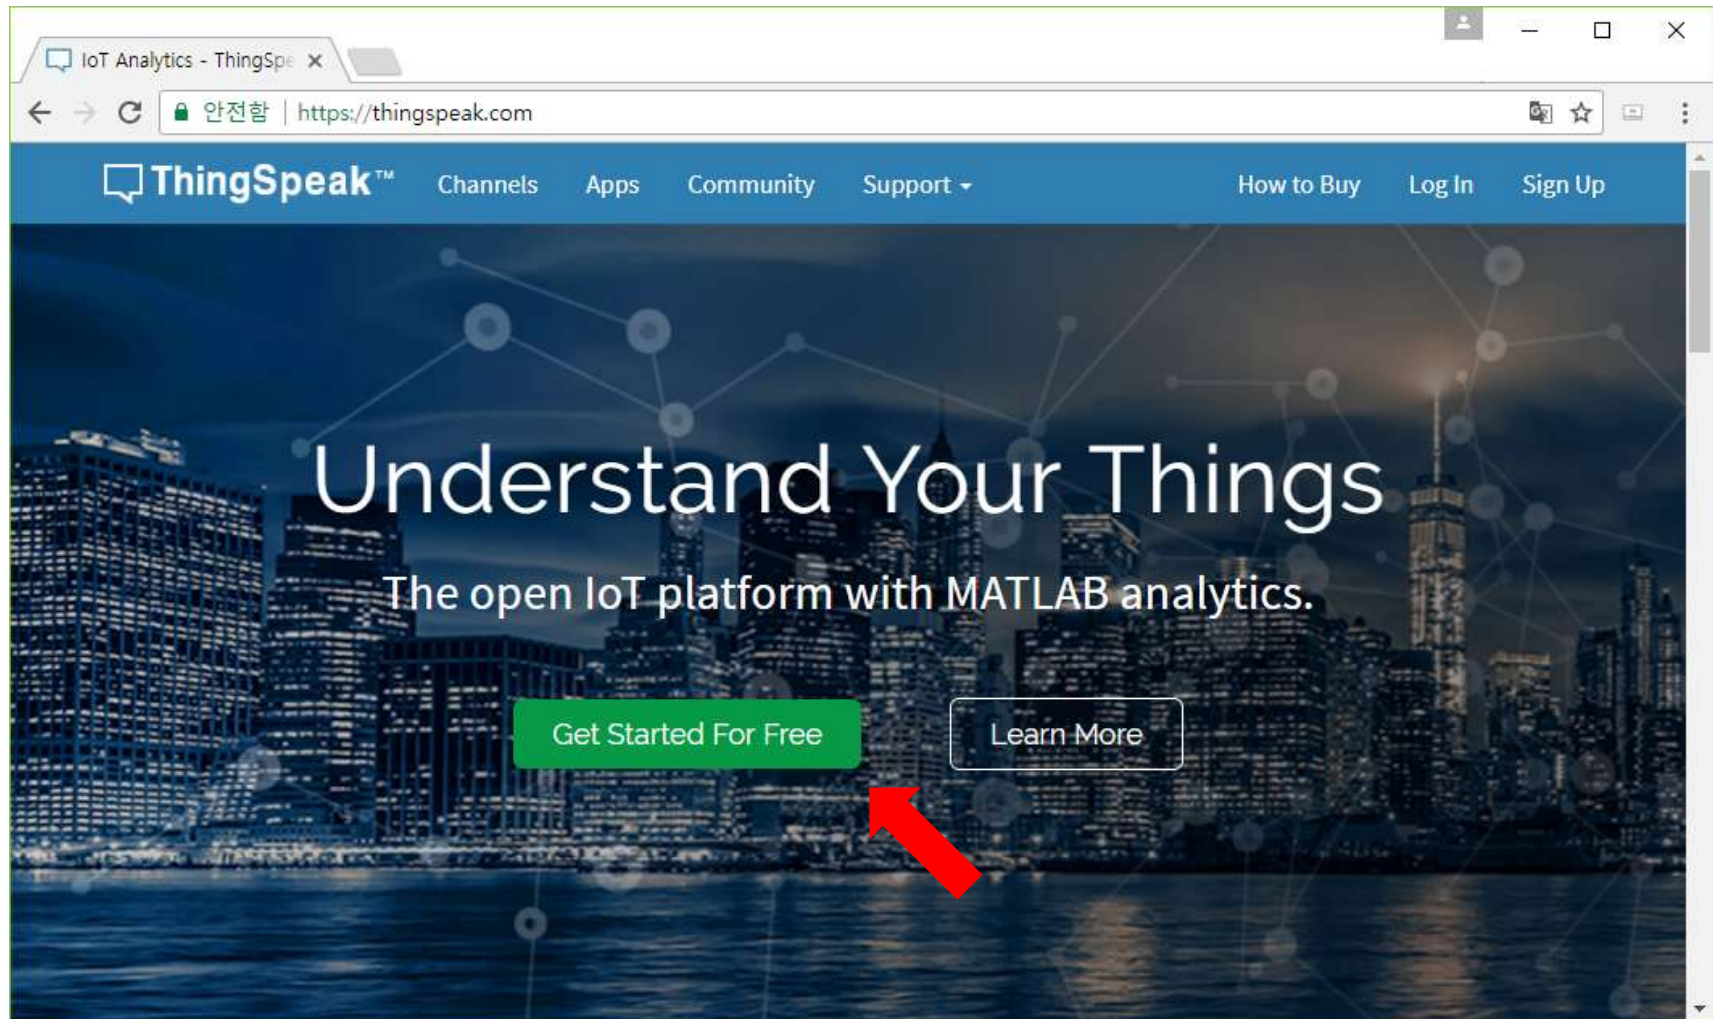 IoT Analytics - ThingSpe
안전함 | https://thingspeak.com
ThingSpeak™ Channels Apps Community Support How to Buy Log In Sign Up
Understand Your Things
The open IoT platform with MATLAB analytics.
Get Started For Free Learn More